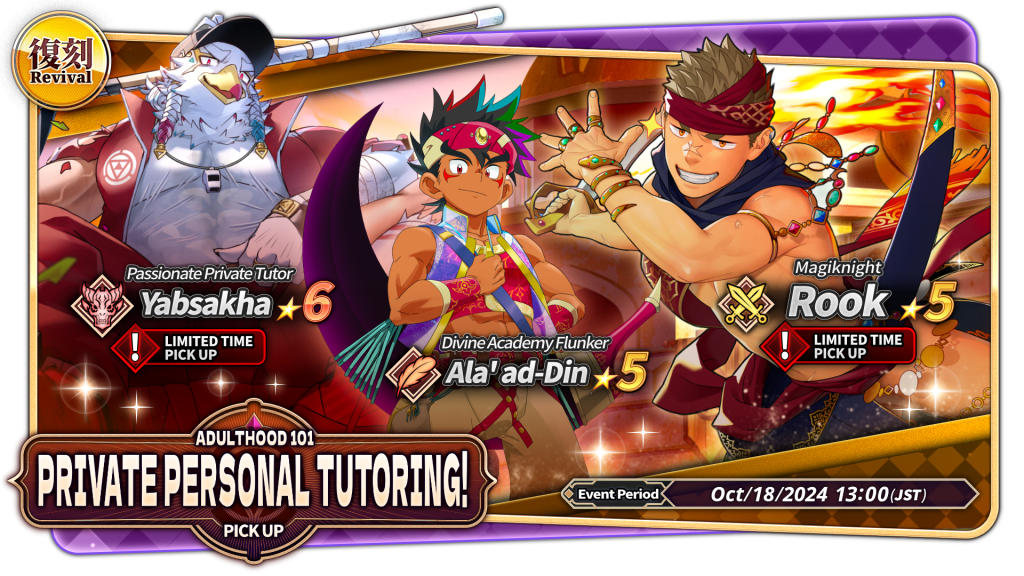 復刻
Revival
Passionate Private Tutor
Yabsakha ★6
! LIMITED TIME
PICK UP
Divine Academy Flunker
Ala' ad-Din ★5
Magiknight
Rook ★5
! LIMITED TIME
PICK UP
ADULTHOOD 101
PRIVATE PERSONAL TUTORING!
PICK UP
Event Period Oct/18/2024 13:00(JST)